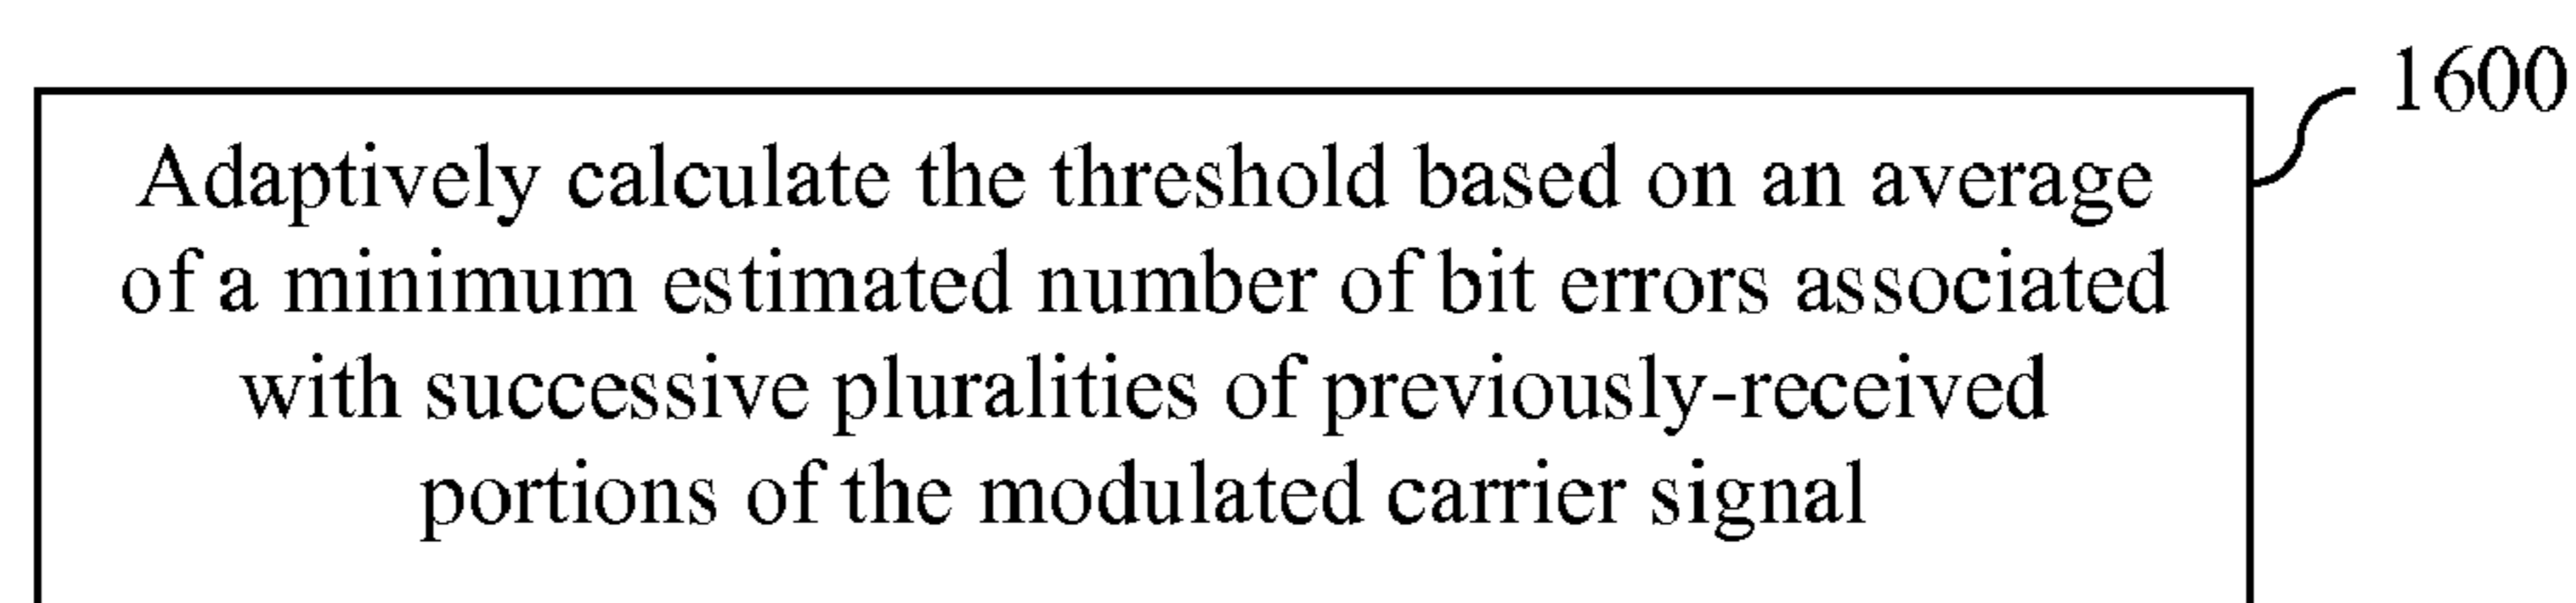 1600
Adaptively calculate the threshold based on an average
of a minimum estimated number of bit errors associated
with successive pluralities of previously-received
portions of the modulated carrier signal